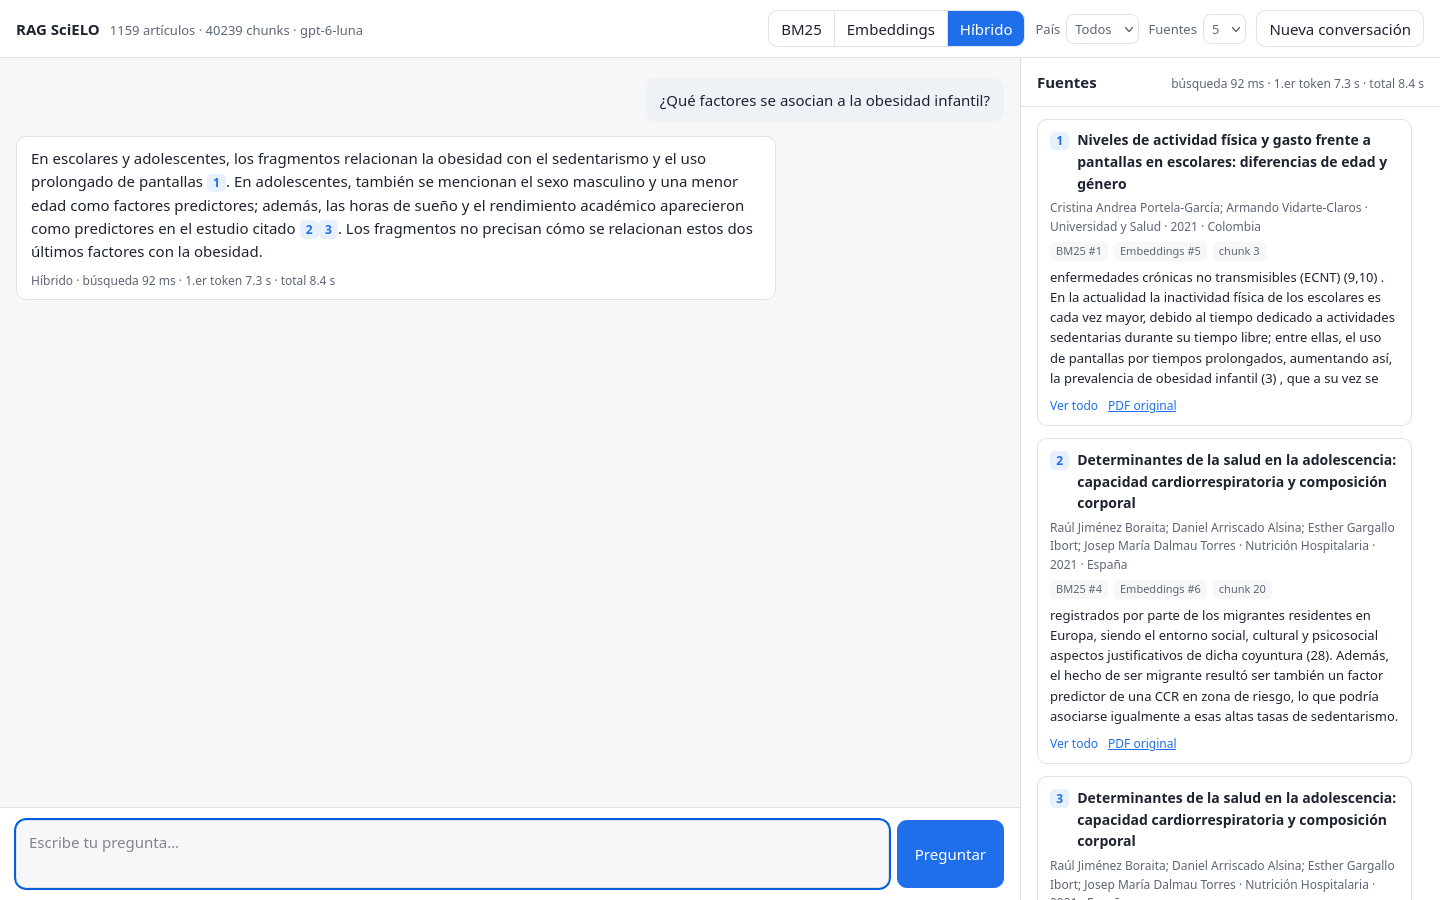 RAG SciELO 1159 artículos · 40239 chunks · gpt-6-luna
BM25 Embeddings Híbrido País Todos Fuentes 5 Nueva conversación
¿Qué factores se asocian a la obesidad infantil?
En escolares y adolescentes, los fragmentos relacionan la obesidad con el sedentarismo y el uso
prolongado de pantallas 1. En adolescentes, también se mencionan el sexo masculino y una menor
edad como factores predictores; además, las horas de sueño y el rendimiento académico aparecieron
como predictores en el estudio citado 2 3. Los fragmentos no precisan cómo se relacionan estos dos
últimos factores con la obesidad.
Híbrido · búsqueda 92 ms · 1.er token 7.3 s · total 8.4 s
Escribe tu pregunta...
Preguntar
Fuentes búsqueda 92 ms · 1.er token 7.3 s · total 8.4 s
1 Niveles de actividad física y gasto frente a
pantallas en escolares: diferencias de edad y
género
Cristina Andrea Portela-García; Armando Vidarte-Claros ·
Universidad y Salud · 2021 · Colombia
BM25 #1 Embeddings #5 chunk 3
enfermedades crónicas no transmisibles (ECNT) (9,10) .
En la actualidad la inactividad física de los escolares es
cada vez mayor, debido al tiempo dedicado a actividades
sedentarias durante su tiempo libre; entre ellas, el uso
de pantallas por tiempos prolongados, aumentando así,
la prevalencia de obesidad infantil (3) , que a su vez se
Ver todo PDF original
2 Determinantes de la salud en la adolescencia:
capacidad cardiorrespiratoria y composición
corporal
Raúl Jiménez Boraita; Daniel Arriscado Alsina; Esther Gargallo
Ibort; Josep María Dalmau Torres · Nutrición Hospitalaria ·
2021 · España
BM25 #4 Embeddings #6 chunk 20
registrados por parte de los migrantes residentes en
Europa, siendo el entorno social, cultural y psicosocial
aspectos justificativos de dicha coyuntura (28). Además,
el hecho de ser migrante resultó ser también un factor
predictor de una CCR en zona de riesgo, lo que podría
asociarse igualmente a esas altas tasas de sedentarismo.
Ver todo PDF original
3 Determinantes de la salud en la adolescencia:
capacidad cardiorrespiratoria y composición
corporal
Raúl Jiménez Boraita; Daniel Arriscado Alsina; Esther Gargallo
Ibort; Josep María Dalmau Torres · Nutrición Hospitalaria ·